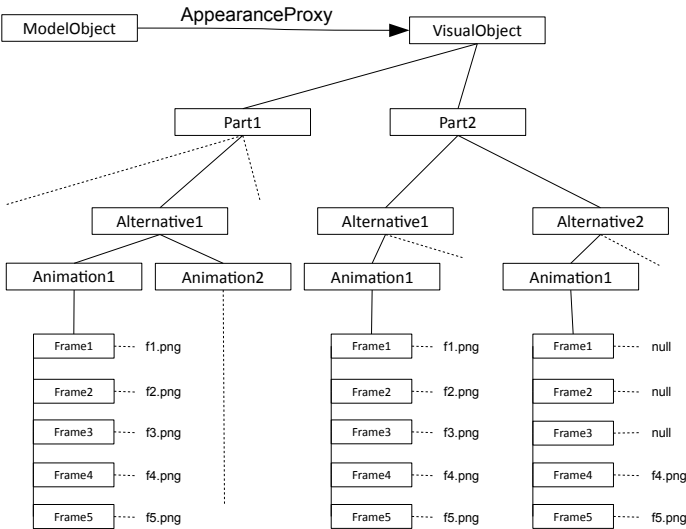 AppearanceProxy
ModelObject
VisualObject
Part1
Part2
Alternative1
Alternative1
Alternative2
Animation1
Animation2
Animation1
Animation1
Frame1 f1.png
Frame1 f1.png
Frame1 null
Frame2 f2.png
Frame2 f2.png
Frame2 null
Frame3 f3.png
Frame3 f3.png
Frame3 null
Frame4 f4.png
Frame4 f4.png
Frame4 f4.png
Frame5 f5.png
Frame5 f5.png
Frame5 f5.png